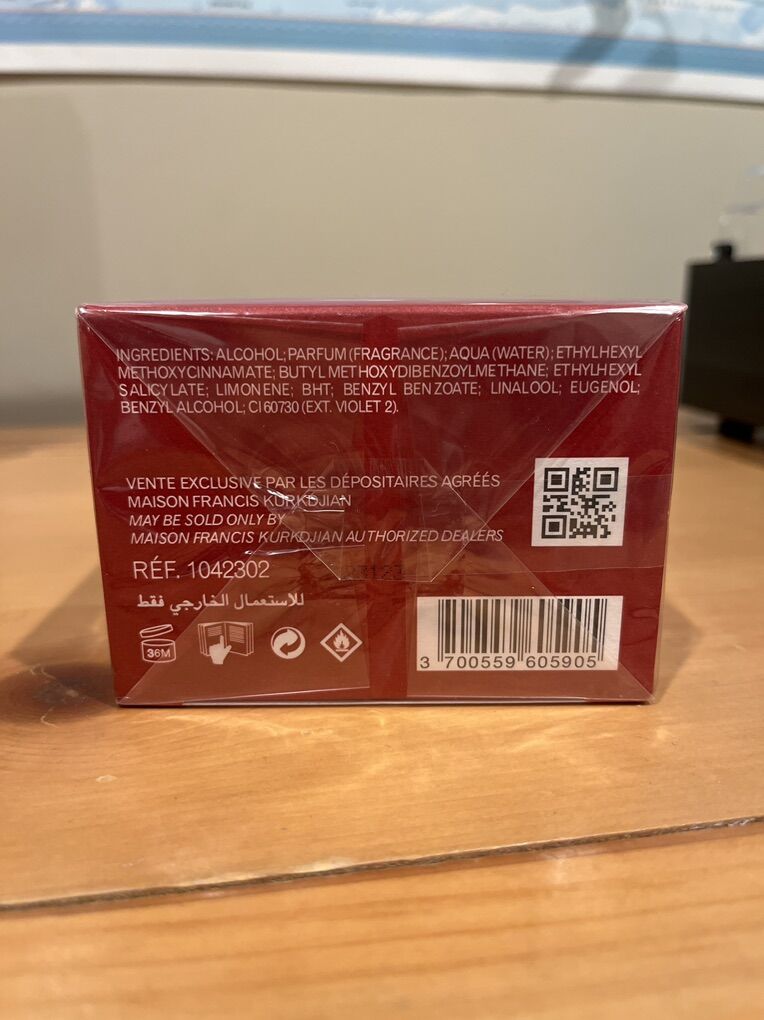 INGREDIENTS: ALCOHOL; PARFUM (FRAGRANCE); AQUA (WATER); ETHYLHEXYL
METHOXYCINNAMATE; BUTYL METHOXYDIBENZOYLMETHANE; ETHYLHEXYL
SALICYLATE; LIMONENE; BHT; BENZYL BENZOATE; LINALOOL; EUGENOL;
BENZYL ALCOHOL; CI 60730 (EXT. VIOLET 2).
VENTE EXCLUSIVE PAR LES DÉPOSITAIRES AGRÉÉS
MAISON FRANCIS KURKDJIAN
MAY BE SOLD ONLY BY
MAISON FRANCIS KURKDJIAN AUTHORIZED DEALERS
RÉF. 1042302
للاستعمال الخارجي فقط
36M
3 700559 605905